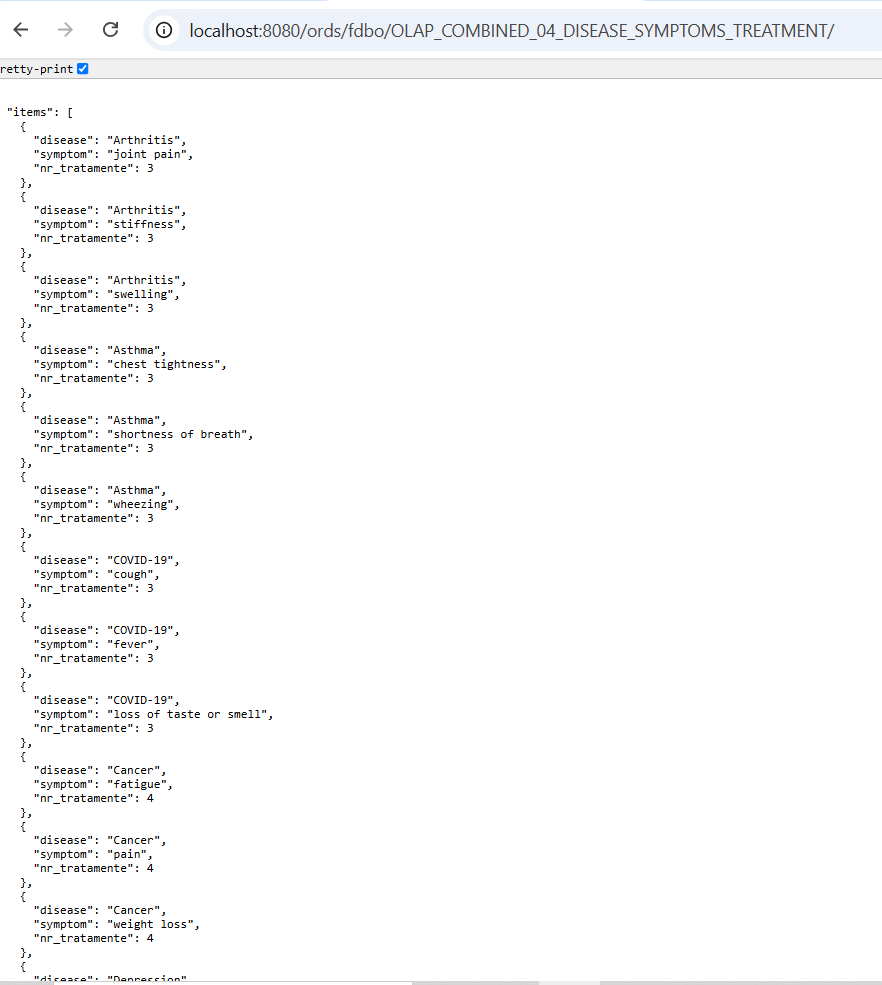 localhost:8080/ords/fdbo/OLAP_COMBINED_04_DISEASE_SYMPTOMS_TREATMENT/
retty-print
"items": [
{
"disease": "Arthritis",
"symptom": "joint pain",
"nr_tratamente": 3
},
{
"disease": "Arthritis",
"symptom": "stiffness",
"nr_tratamente": 3
},
{
"disease": "Arthritis",
"symptom": "swelling",
"nr_tratamente": 3
},
{
"disease": "Asthma",
"symptom": "chest tightness",
"nr_tratamente": 3
},
{
"disease": "Asthma",
"symptom": "shortness of breath",
"nr_tratamente": 3
},
{
"disease": "Asthma",
"symptom": "wheezing",
"nr_tratamente": 3
},
{
"disease": "COVID-19",
"symptom": "cough",
"nr_tratamente": 3
},
{
"disease": "COVID-19",
"symptom": "fever",
"nr_tratamente": 3
},
{
"disease": "COVID-19",
"symptom": "loss of taste or smell",
"nr_tratamente": 3
},
{
"disease": "Cancer",
"symptom": "fatigue",
"nr_tratamente": 4
},
{
"disease": "Cancer",
"symptom": "pain",
"nr_tratamente": 4
},
{
"disease": "Cancer",
"symptom": "weight loss",
"nr_tratamente": 4
},
{
"disease": "Depression"